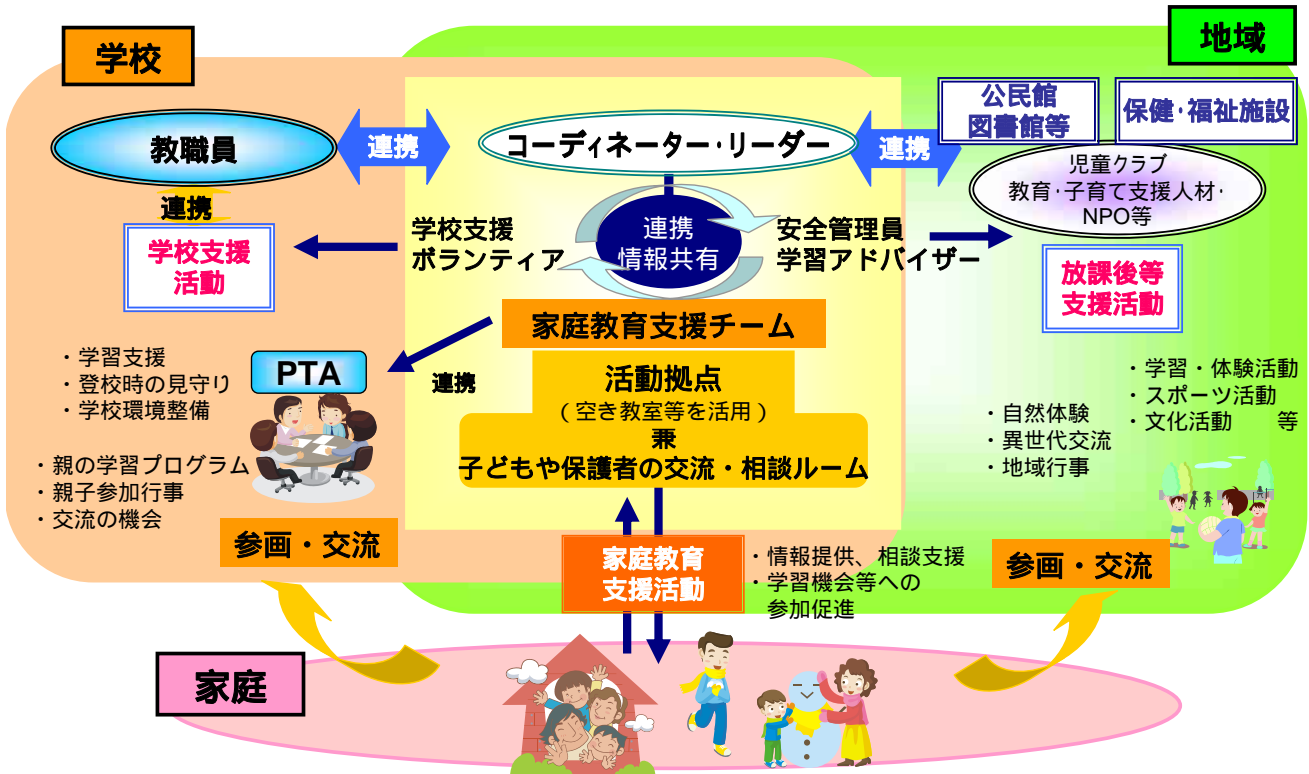 学校
地域
公民館
図書館等
保健・福祉施設
教職員
連携
コーディネーター・リーダー
連携
児童クラブ
教育・子育て支援人材・
NPO等
連携
学校支援
活動
学校支援
ボランティア
連携
情報共有
安全管理員
学習アドバイザー
放課後等
支援活動
家庭教育支援チーム
・学習支援
・登校時の見守り
・学校環境整備
PTA
連携
活動拠点
（空き教室等を活用）
兼
子どもや保護者の交流・相談ルーム
・学習・体験活動
・スポーツ活動
・文化活動　等
・自然体験
・異世代交流
・地域行事
・親の学習プログラム
・親子参加行事
・交流の機会
参画・交流
家庭教育
支援活動
・情報提供、相談支援
・学習機会等への
参加促進
参画・交流
家庭